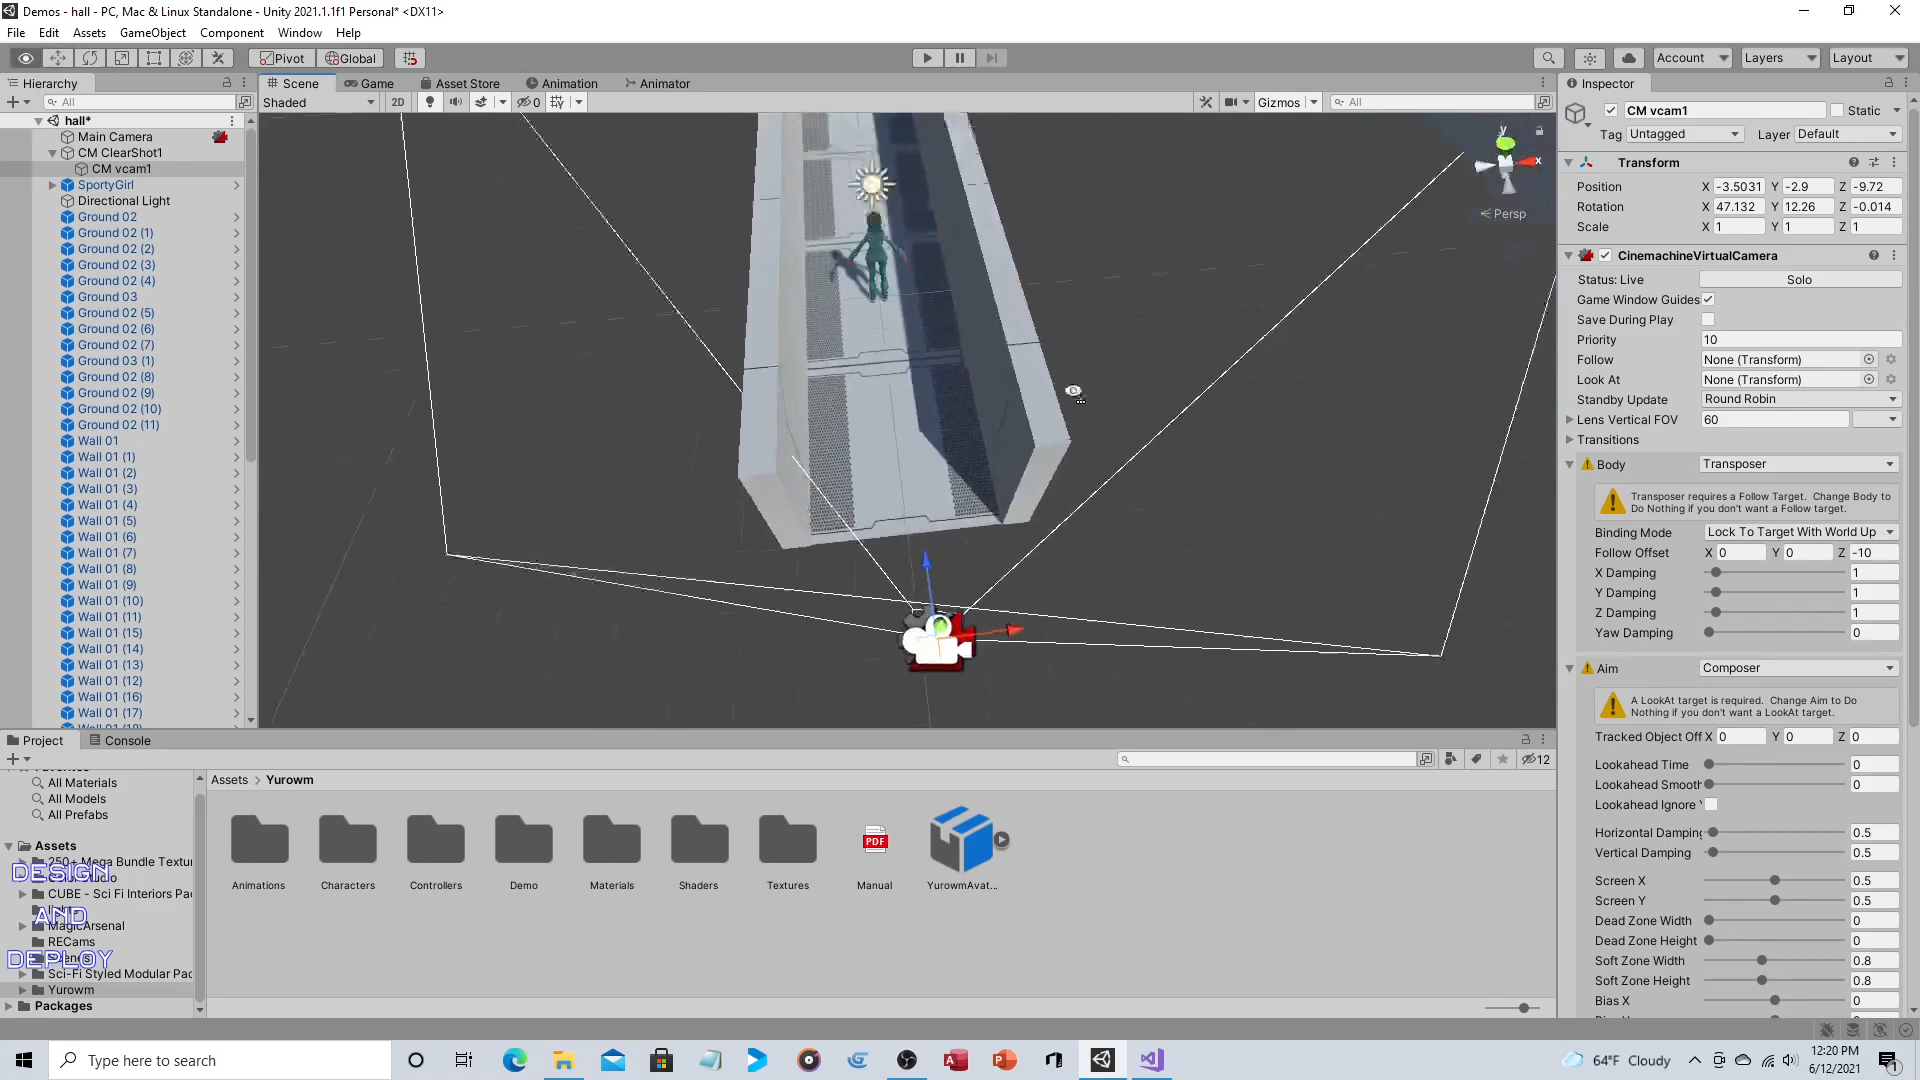 Demos - hall - PC, Mac & Linux Standalone - Unity 2021.1.1f1 Personal* <DX11>
File Edit Assets GameObject Component Window Help
Pivot Global Account Layers Layout
Hierarchy
All
hall*
Main Camera
CM ClearShot1
CM vcam1
SportyGirl
Directional Light
Ground 02
Ground 02 (1)
Ground 02 (2)
Ground 02 (3)
Ground 02 (4)
Ground 03
Ground 02 (5)
Ground 02 (6)
Ground 02 (7)
Ground 03 (1)
Ground 02 (8)
Ground 02 (9)
Ground 02 (10)
Ground 02 (11)
Wall 01
Wall 01 (1)
Wall 01 (2)
Wall 01 (3)
Wall 01 (4)
Wall 01 (5)
Wall 01 (6)
Wall 01 (7)
Wall 01 (8)
Wall 01 (9)
Wall 01 (10)
Wall 01 (11)
Wall 01 (15)
Wall 01 (14)
Wall 01 (13)
Wall 01 (12)
Wall 01 (16)
Wall 01 (17)
Scene Game Asset Store Animation Animator
Shaded 2D 0 Gizmos All
y
x
Persp
Inspector
CM vcam1 Static
Tag Untagged Layer Default
Transform
Position X -3.5031 Y -2.9 Z -9.72
Rotation X 47.132 Y 12.26 Z -0.014
Scale X 1 Y 1 Z 1
CinemachineVirtualCamera
Status: Live Solo
Game Window Guides
Save During Play
Priority 10
Follow None (Transform)
Look At None (Transform)
Standby Update Round Robin
Lens Vertical FOV 60
Transitions
Body Transposer
Transposer requires a Follow Target. Change Body to
Do Nothing if you don't want a Follow target.
Binding Mode Lock To Target With World Up
Follow Offset X 0 Y 0 Z -10
X Damping 1
Y Damping 1
Z Damping 1
Yaw Damping 0
Aim Composer
A LookAt target is required. Change Aim to Do
Nothing if you don't want a LookAt target.
Tracked Object Off X 0 Y 0 Z 0
Lookahead Time 0
Lookahead Smooth 0
Lookahead Ignore
Horizontal Damping 0.5
Vertical Damping 0.5
Screen X 0.5
Screen Y 0.5
Dead Zone Width 0
Dead Zone Height 0
Soft Zone Width 0.8
Soft Zone Height 0.8
Bias X 0
Project Console
12
All Materials
All Models
All Prefabs
Assets
250+ Mega Bundle Textur
CUBE - Sci Fi Interiors Pac
MagicArsenal
RECams
Scenes
Sci-Fi Styled Modular Pac
Yurowm
Packages
DESIGN
AND
DEPLOY
Assets > Yurowm
PDF
Animations Characters Controllers Demo Materials Shaders Textures Manual YurowmAvat...
Type here to search
64°F Cloudy
12:20 PM
6/12/2021
1